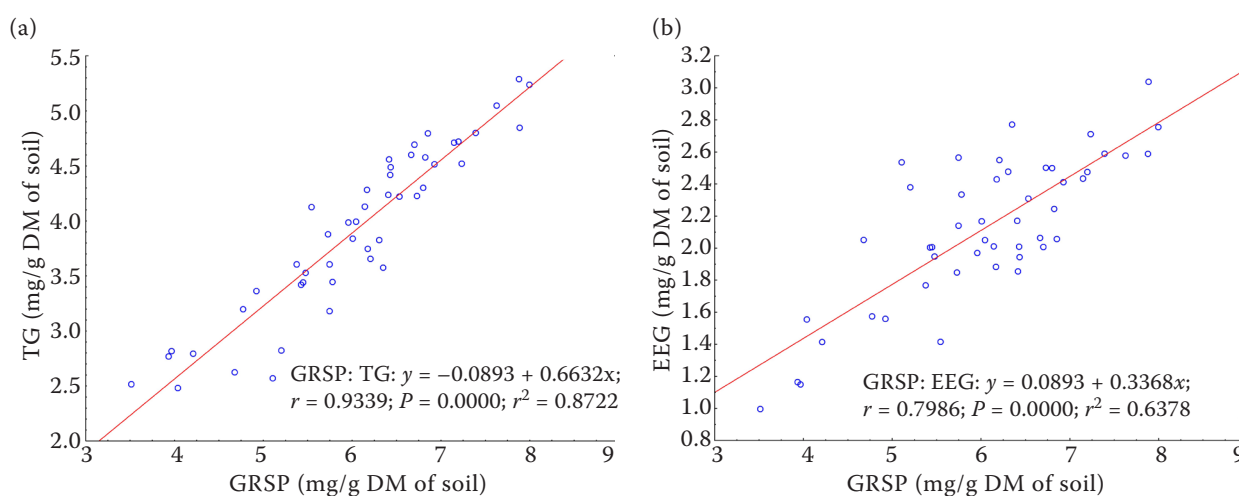 (a)
5.5
5.0
4.5
4.0
3.5
3.0
2.5
2.0
TG (mg/g DM of soil)
GRSP: TG: y = −0.0893 + 0.6632x;
r = 0.9339; P = 0.0000; r² = 0.8722
3 4 5 6 7 8 9
GRSP (mg/g DM of soil)
(b)
3.2
3.0
2.8
2.6
2.4
2.2
2.0
1.8
1.6
1.4
1.2
1.0
0.8
EEG (mg/g DM of soil)
GRSP: EEG: y = 0.0893 + 0.3368x;
r = 0.7986; P = 0.0000; r² = 0.6378
3 4 5 6 7 8 9
GRSP (mg/g DM of soil)